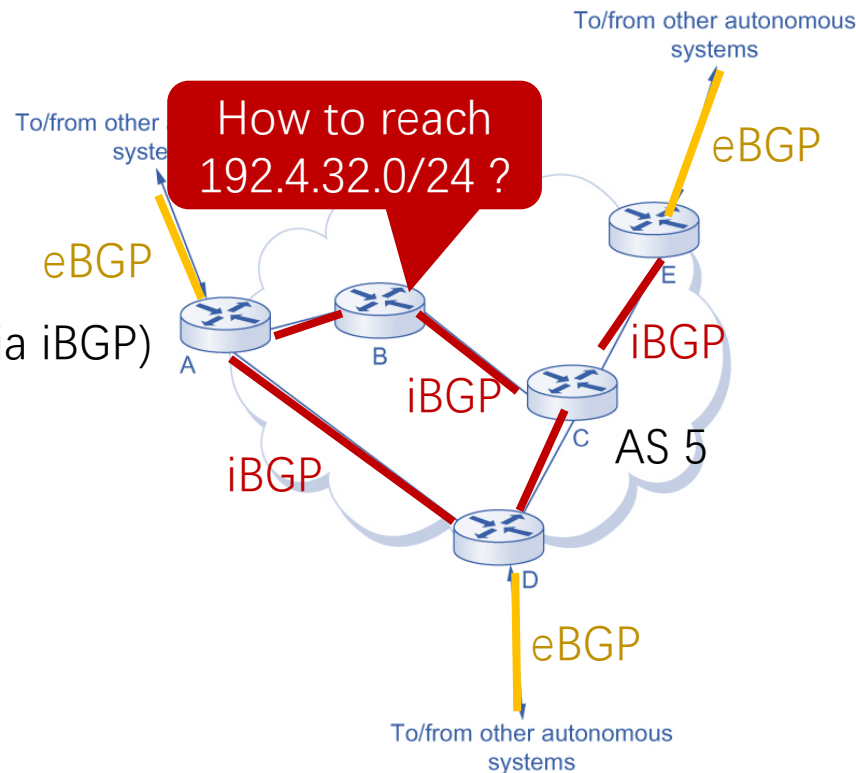 To/from other autonomous
systems
How to reach
192.4.32.0/24 ?
To/from other
eBGP
eBGP
E
ia iBGP)
A
B
iBGP
iBGP
C
AS 5
iBGP
D
eBGP
To/from other autonomous
systems